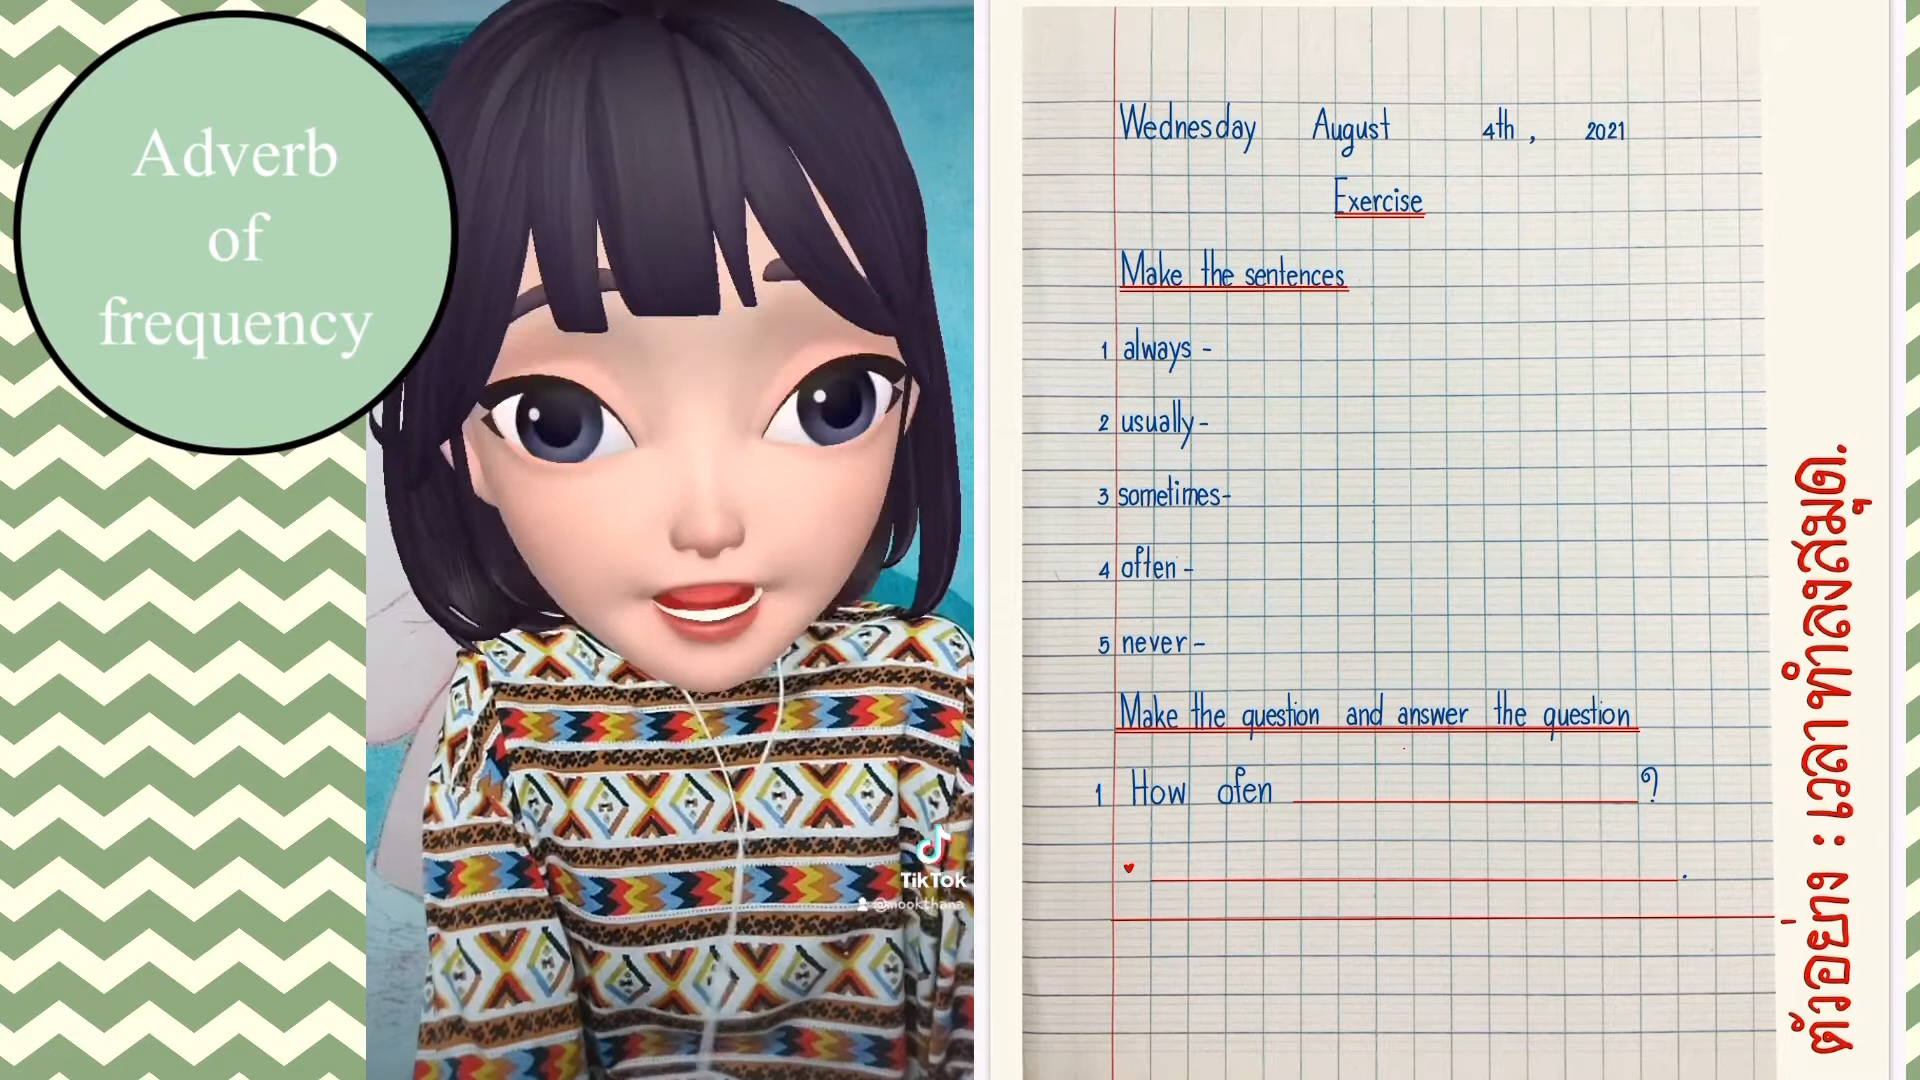 Adverb
of
frequency
TikTok
@mookthana
Wednesday August 4th, 2021
Exercise
Make the sentences
1 always -
2 usually -
3 sometimes-
4 often -
5 never -
Make the question and answer the question
1 How ofen ?
.
ตัวอย่าง : เวลาทำลงสมุด.